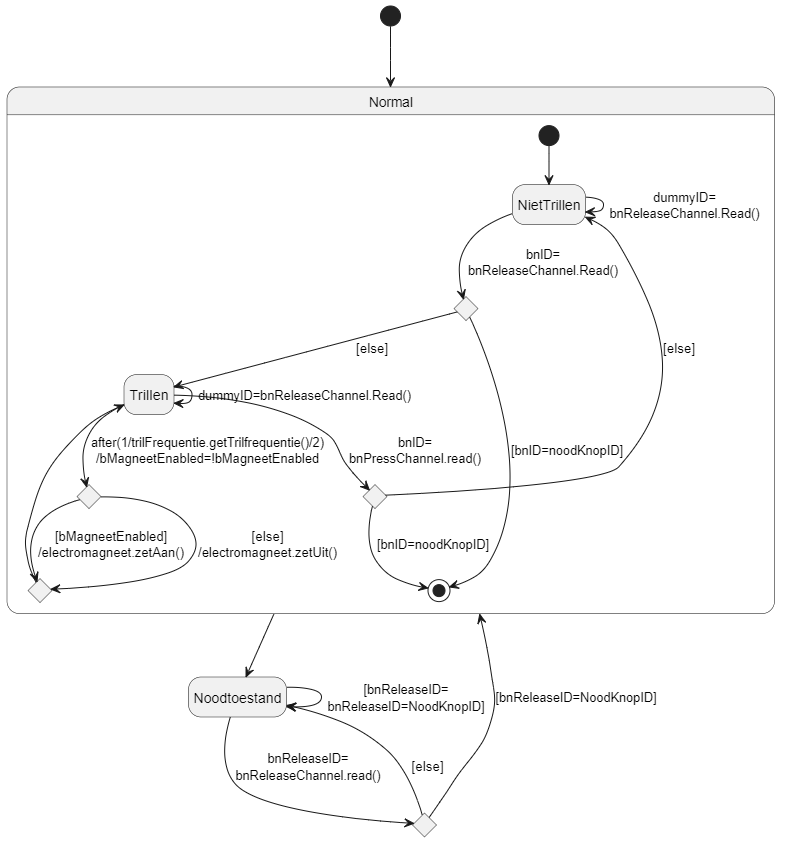 Normal
NietTrillen
dummyID=
bnReleaseChannel.Read()
bnID=
bnReleaseChannel.Read()
[else]
[else]
Trillen
dummyID=bnReleaseChannel.Read()
after(1/trilFrequentie.getTrilfrequentie()/2)
/bMagneetEnabled=!bMagneetEnabled
bnID=
bnPressChannel.read()
[bnID=noodKnopID]
[bMagneetEnabled]
/electromagneet.zetAan()
[else]
/electromagneet.zetUit()
[bnID=noodKnopID]
Noodtoestand
[bnReleaseID=
bnReleaseID=NoodKnopID]
[bnReleaseID=NoodKnopID]
bnReleaseID=
bnReleaseChannel.read()
[else]